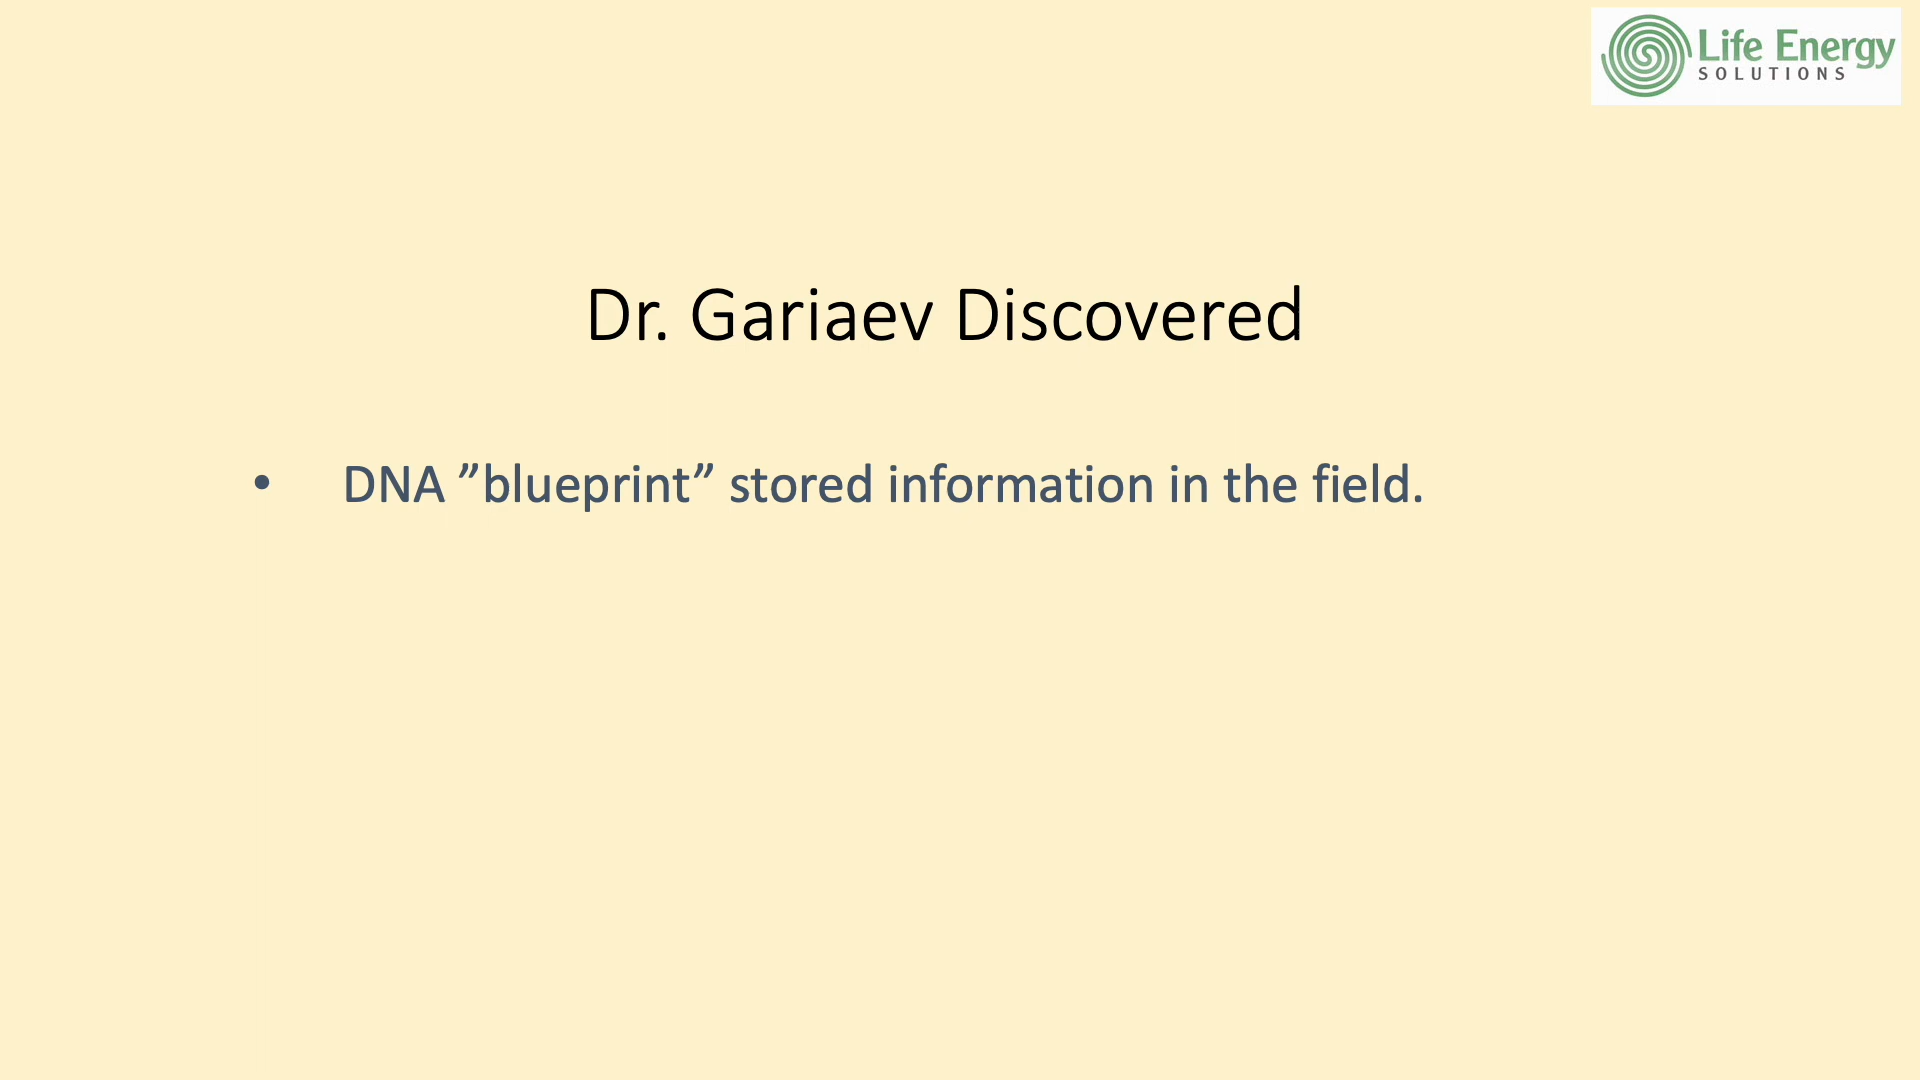 Life Energy
SOLUTIONS
Dr. Gariaev Discovered
• DNA ”blueprint” stored information in the field.